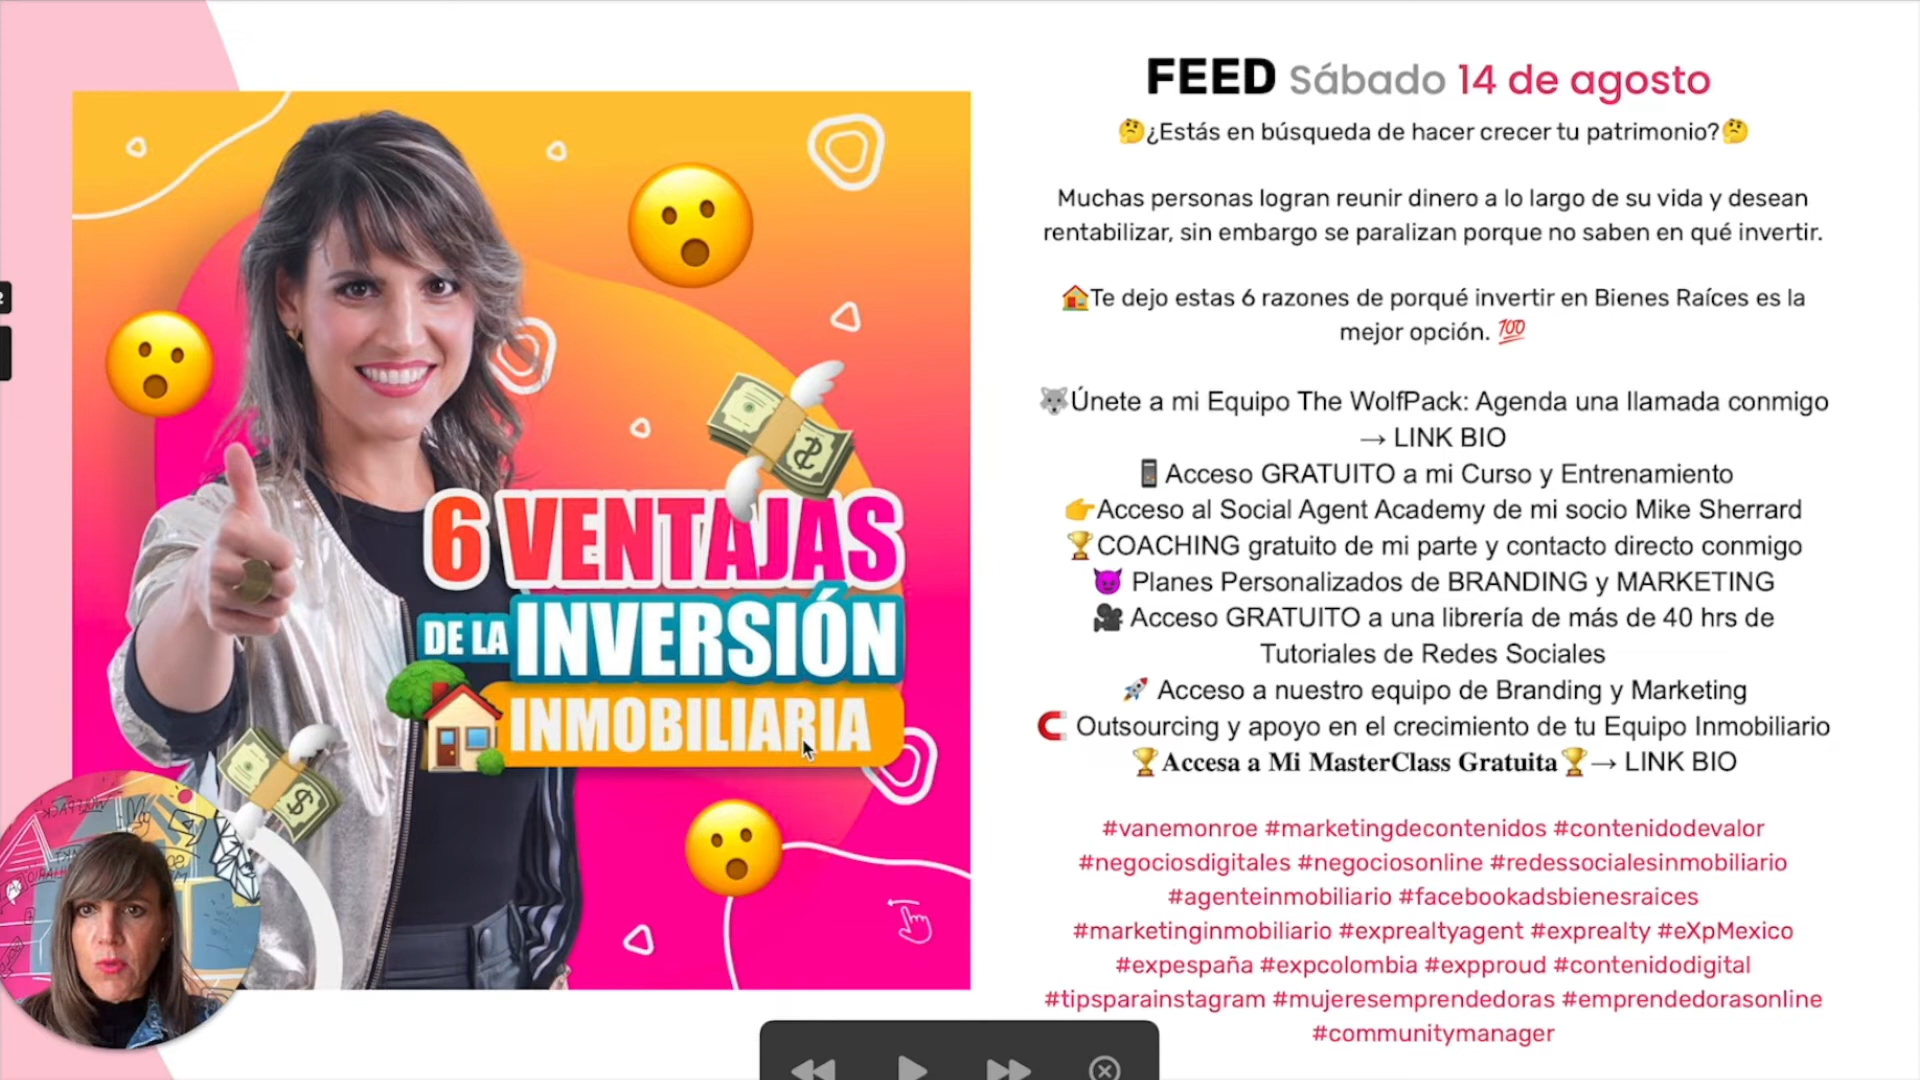 FEED Sábado 14 de agosto
🤔¿Estás en búsqueda de hacer crecer tu patrimonio?🤔
Muchas personas logran reunir dinero a lo largo de su vida y desean
rentabilizar, sin embargo se paralizan porque no saben en qué invertir.
🏠Te dejo estas 6 razones de porqué invertir en Bienes Raíces es la
mejor opción. 💯
🐺Únete a mi Equipo The WolfPack: Agenda una llamada conmigo
→ LINK BIO
📱Acceso GRATUITO a mi Curso y Entrenamiento
👉Acceso al Social Agent Academy de mi socio Mike Sherrard
🏆COACHING gratuito de mi parte y contacto directo conmigo
😈 Planes Personalizados de BRANDING y MARKETING
🎥 Acceso GRATUITO a una librería de más de 40 hrs de
Tutoriales de Redes Sociales
🚀 Acceso a nuestro equipo de Branding y Marketing
🧲 Outsourcing y apoyo en el crecimiento de tu Equipo Inmobiliario
🏆Accesa a Mi MasterClass Gratuita🏆→ LINK BIO
#vanemonroe #marketingdecontenidos #contenidodevalor
#negociosdigitales #negociosonline #redessocialesinmobiliario
#agenteinmobiliario #facebookadsbienesraices
#marketinginmobiliario #exprealtyagent #exprealty #eXpMexico
#expespaña #expcolombia #expproud #contenidodigital
#tipsparainstagram #mujeresemprendedoras #emprendedorasonline
#communitymanager
6 VENTAJAS
DE LA INVERSIÓN
INMOBILIARIA